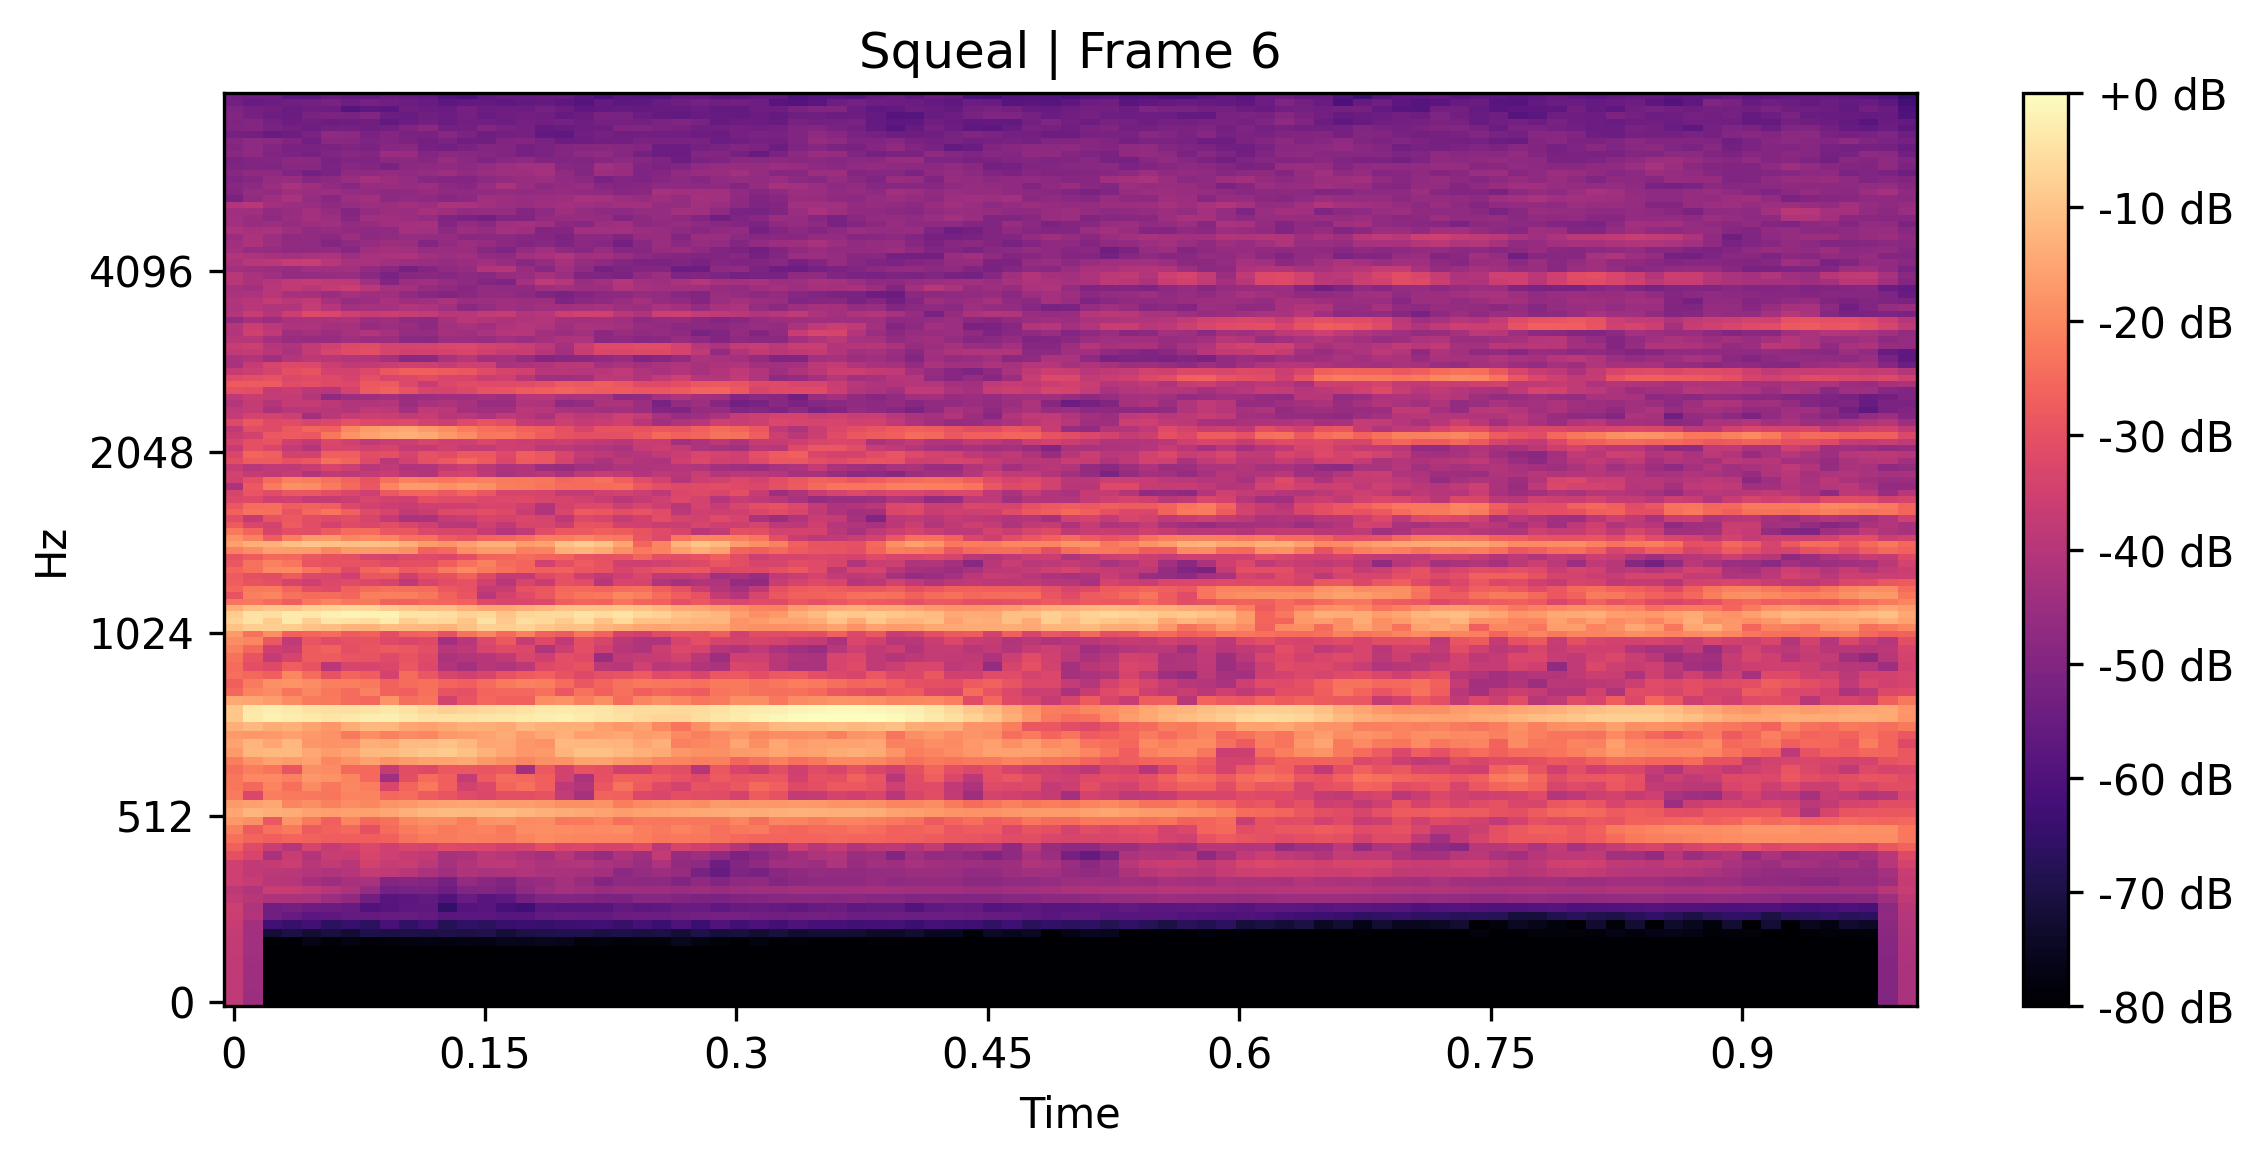 Squeal | Frame 6
+0 dB
-10 dB
-20 dB
-30 dB
-40 dB
-50 dB
-60 dB
-70 dB
-80 dB
Hz
4096
2048
1024
512
0
0 0.15 0.3 0.45 0.6 0.75 0.9
Time